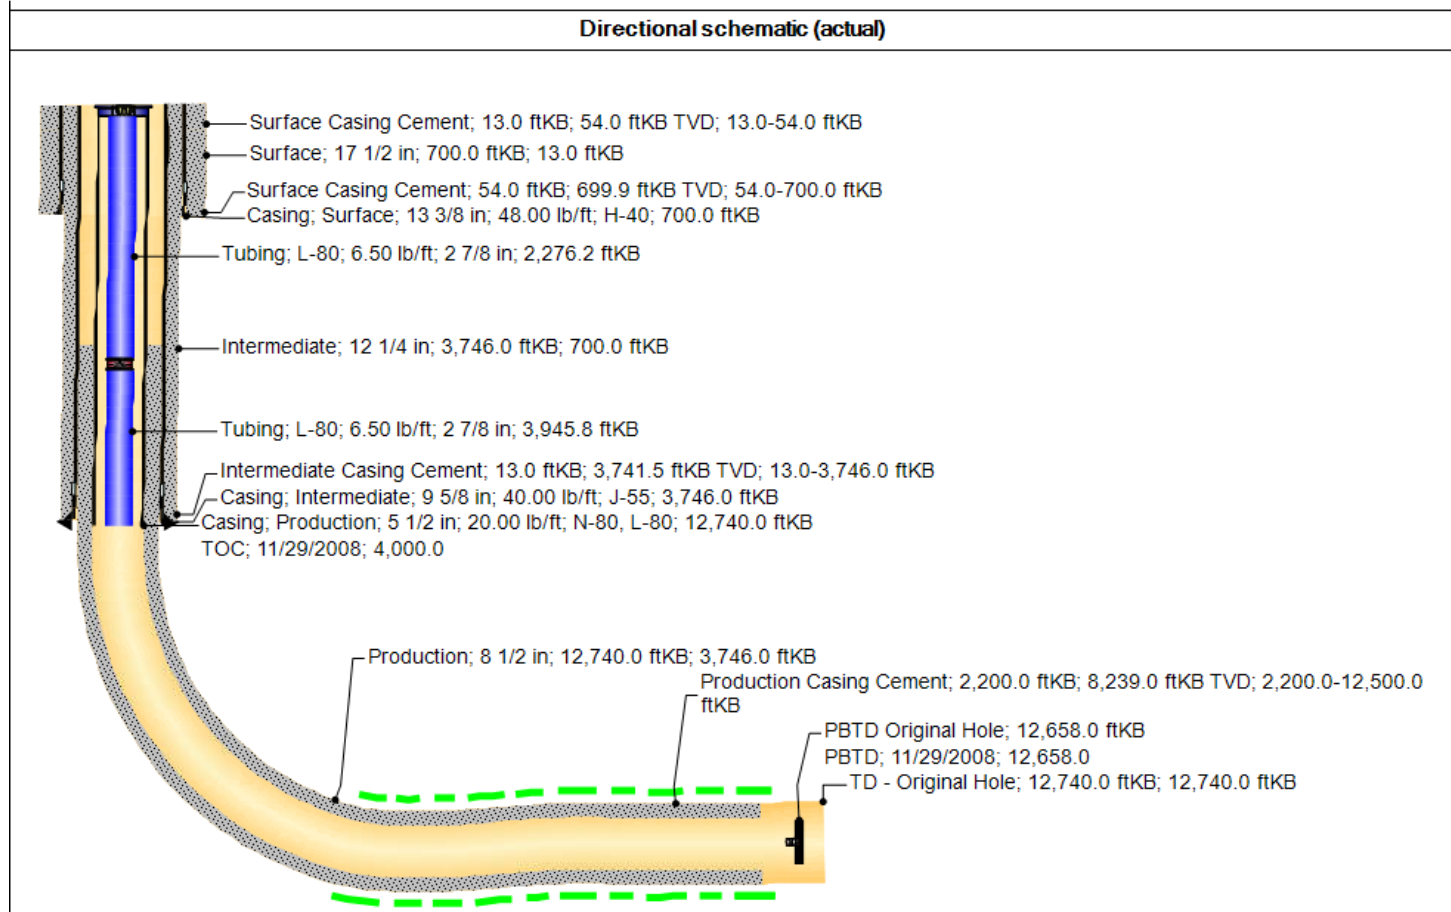 Directional schematic (actual)
Surface Casing Cement; 13.0 ftKB; 54.0 ftKB TVD; 13.0-54.0 ftKB
Surface; 17 1/2 in; 700.0 ftKB; 13.0 ftKB
Surface Casing Cement; 54.0 ftKB; 699.9 ftKB TVD; 54.0-700.0 ftKB
Casing; Surface; 13 3/8 in; 48.00 lb/ft; H-40; 700.0 ftKB
Tubing; L-80; 6.50 lb/ft; 2 7/8 in; 2,276.2 ftKB
Intermediate; 12 1/4 in; 3,746.0 ftKB; 700.0 ftKB
Tubing; L-80; 6.50 lb/ft; 2 7/8 in; 3,945.8 ftKB
Intermediate Casing Cement; 13.0 ftKB; 3,741.5 ftKB TVD; 13.0-3,746.0 ftKB
Casing; Intermediate; 9 5/8 in; 40.00 lb/ft; J-55; 3,746.0 ftKB
Casing; Production; 5 1/2 in; 20.00 lb/ft; N-80, L-80; 12,740.0 ftKB
TOC; 11/29/2008; 4,000.0
Production; 8 1/2 in; 12,740.0 ftKB; 3,746.0 ftKB
Production Casing Cement; 2,200.0 ftKB; 8,239.0 ftKB TVD; 2,200.0-12,500.0
ftKB
PBTD Original Hole; 12,658.0 ftKB
PBTD; 11/29/2008; 12,658.0
TD - Original Hole; 12,740.0 ftKB; 12,740.0 ftKB